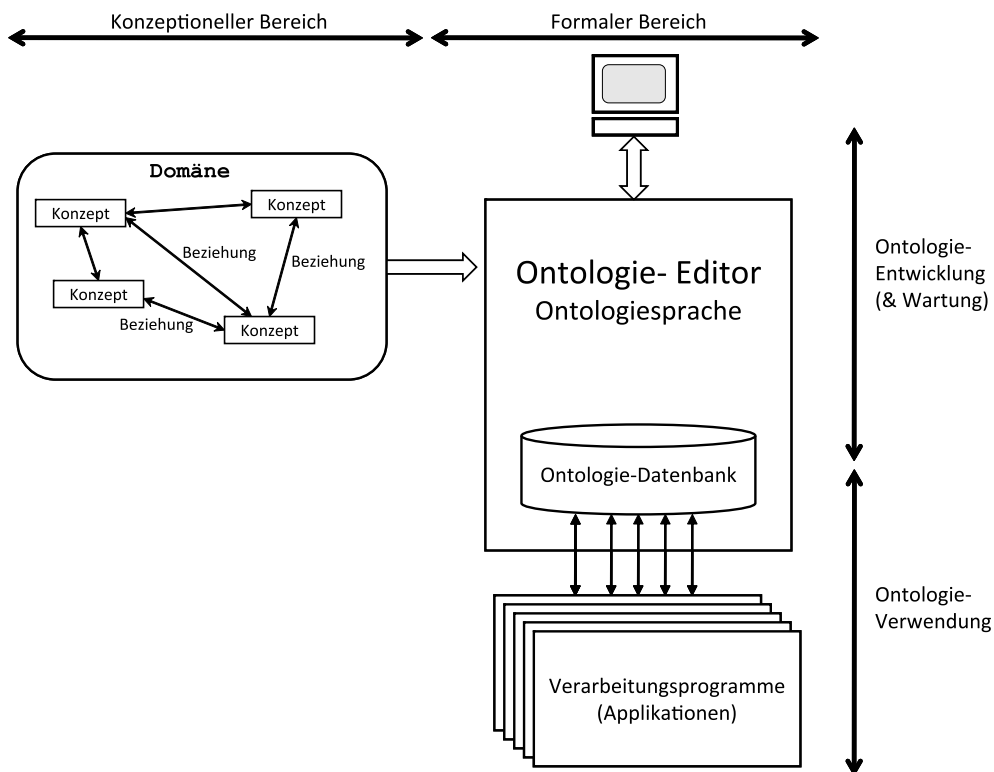 Konzeptioneller Bereich
Formaler Bereich
Domäne
Konzept
Konzept
Beziehung
Beziehung
Konzept
Beziehung
Konzept
Ontologie- Editor
Ontologiesprache
Ontologie-Datenbank
Ontologie-
Entwicklung
(& Wartung)
Ontologie-
Verwendung
Verarbeitungsprogramme
(Applikationen)